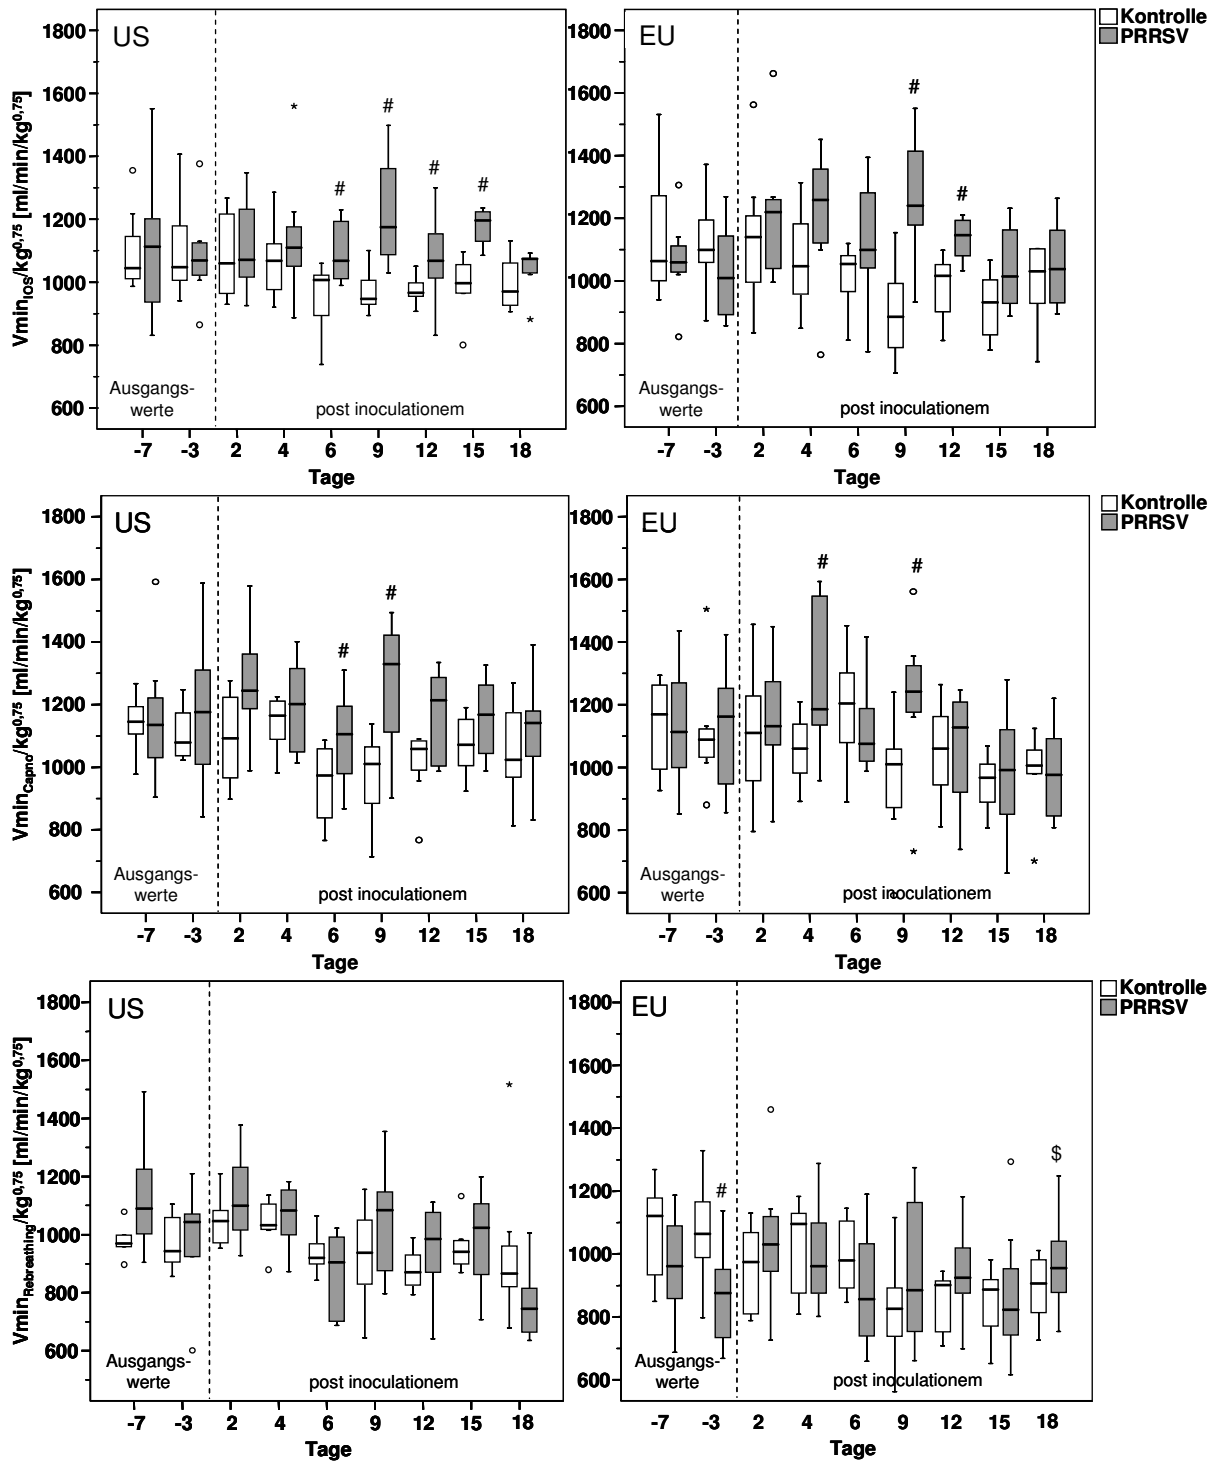 US
EU
Kontrolle
PRRSV
Vmin_IOS/kg^0,75 [ml/min/kg^0,75]
1800
1600
1400
1200
1000
800
600
1800
1600
1400
1200
1000
800
600
* # # # #
# #
*
Ausgangs-
werte
post inoculationem
Ausgangs-
werte
post inoculationem
-7 -3 2 4 6 9 12 15 18
Tage
-7 -3 2 4 6 9 12 15 18
Tage
US
EU
Kontrolle
PRRSV
Vmin_Capno/kg^0,75 [ml/min/kg^0,75]
1800
1600
1400
1200
1000
800
600
1800
1600
1400
1200
1000
800
600
# #
* # # * *
Ausgangs-
werte
post inoculationem
Ausgangs-
werte
post inoculationem
-7 -3 2 4 6 9 12 15 18
Tage
-7 -3 2 4 6 9 12 15 18
Tage
US
EU
Kontrolle
PRRSV
Vmin_Rebreathing/kg^0,75 [ml/min/kg^0,75]
1800
1600
1400
1200
1000
800
600
1800
1600
1400
1200
1000
800
600
*
# $
Ausgangs-
werte
post inoculationem
Ausgangs-
werte
post inoculationem
-7 -3 2 4 6 9 12 15 18
Tage
-7 -3 2 4 6 9 12 15 18
Tage